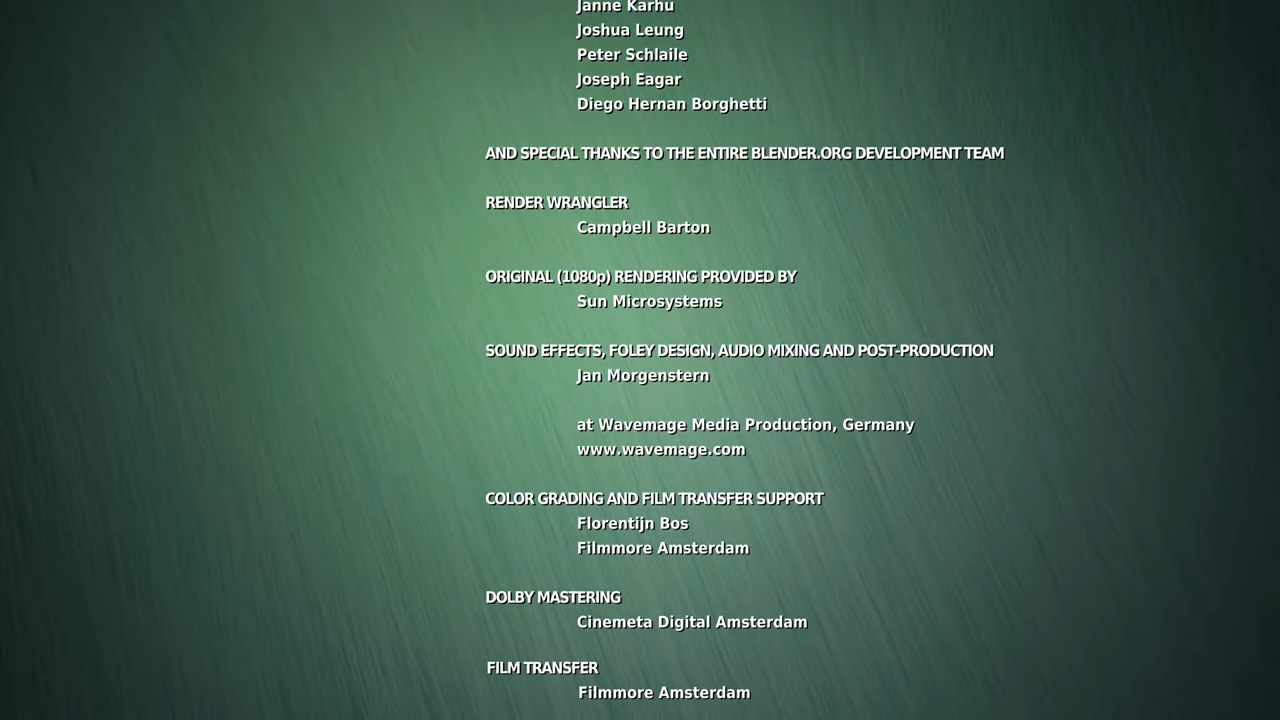 Janne Karhu
Joshua Leung
Peter Schlaile
Joseph Eagar
Diego Hernan Borghetti
AND SPECIAL THANKS TO THE ENTIRE BLENDER.ORG DEVELOPMENT TEAM
RENDER WRANGLER
Campbell Barton
ORIGINAL (1080p) RENDERING PROVIDED BY
Sun Microsystems
SOUND EFFECTS, FOLEY DESIGN, AUDIO MIXING AND POST-PRODUCTION
Jan Morgenstern
at Wavemage Media Production, Germany
www.wavemage.com
COLOR GRADING AND FILM TRANSFER SUPPORT
Florentijn Bos
Filmmore Amsterdam
DOLBY MASTERING
Cinemeta Digital Amsterdam
FILM TRANSFER
Filmmore Amsterdam